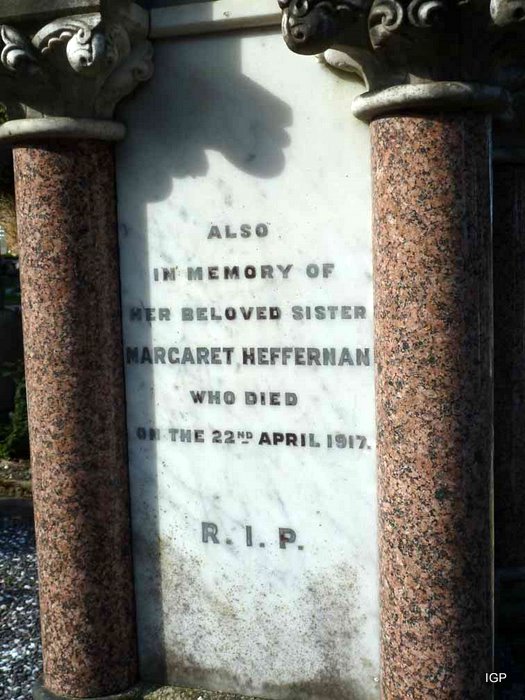 ALSO
IN MEMORY OF
HER BELOVED SISTER
MARGARET HEFFERNAN
WHO DIED
ON THE 22ND APRIL 1917.
R. I. P.
IGP